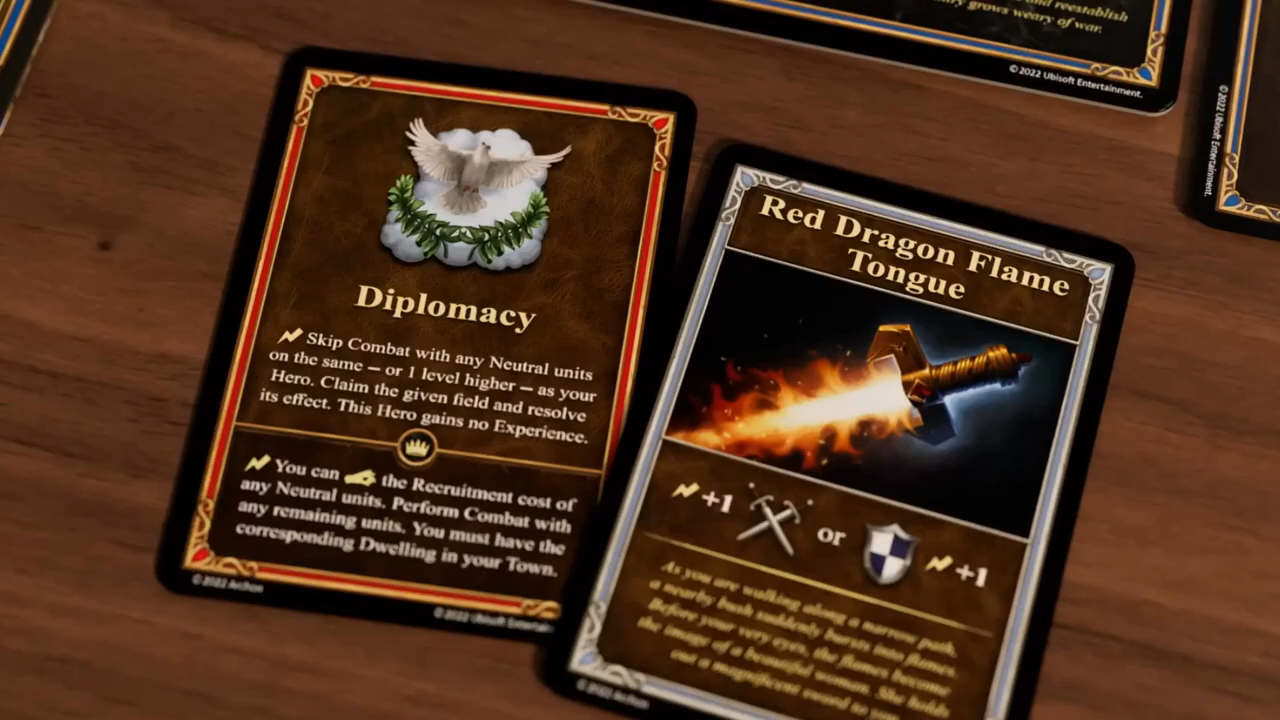 and reestablish
grows weary of war.
© 2022 Ubisoft Entertainment.
© 2022 Ubisoft Entertainment.
Diplomacy
Skip Combat with any Neutral units
on the same – or 1 level higher – as your
Hero. Claim the given field and resolve
its effect. This Hero gains no Experience.
You can the Recruitment cost of
any Neutral units. Perform Combat with
any remaining units. You must have the
corresponding Dwelling in your Town.
© 2022 Archon
© 2022 Ubisoft
Red Dragon Flame
Tongue
+1 or +1
As you are walking along a narrow path,
a nearby bush suddenly bursts into flames.
Before your very eyes, the flames become
the image of a beautiful woman. She holds
out a magnificent sword to you
© 2022 Archon